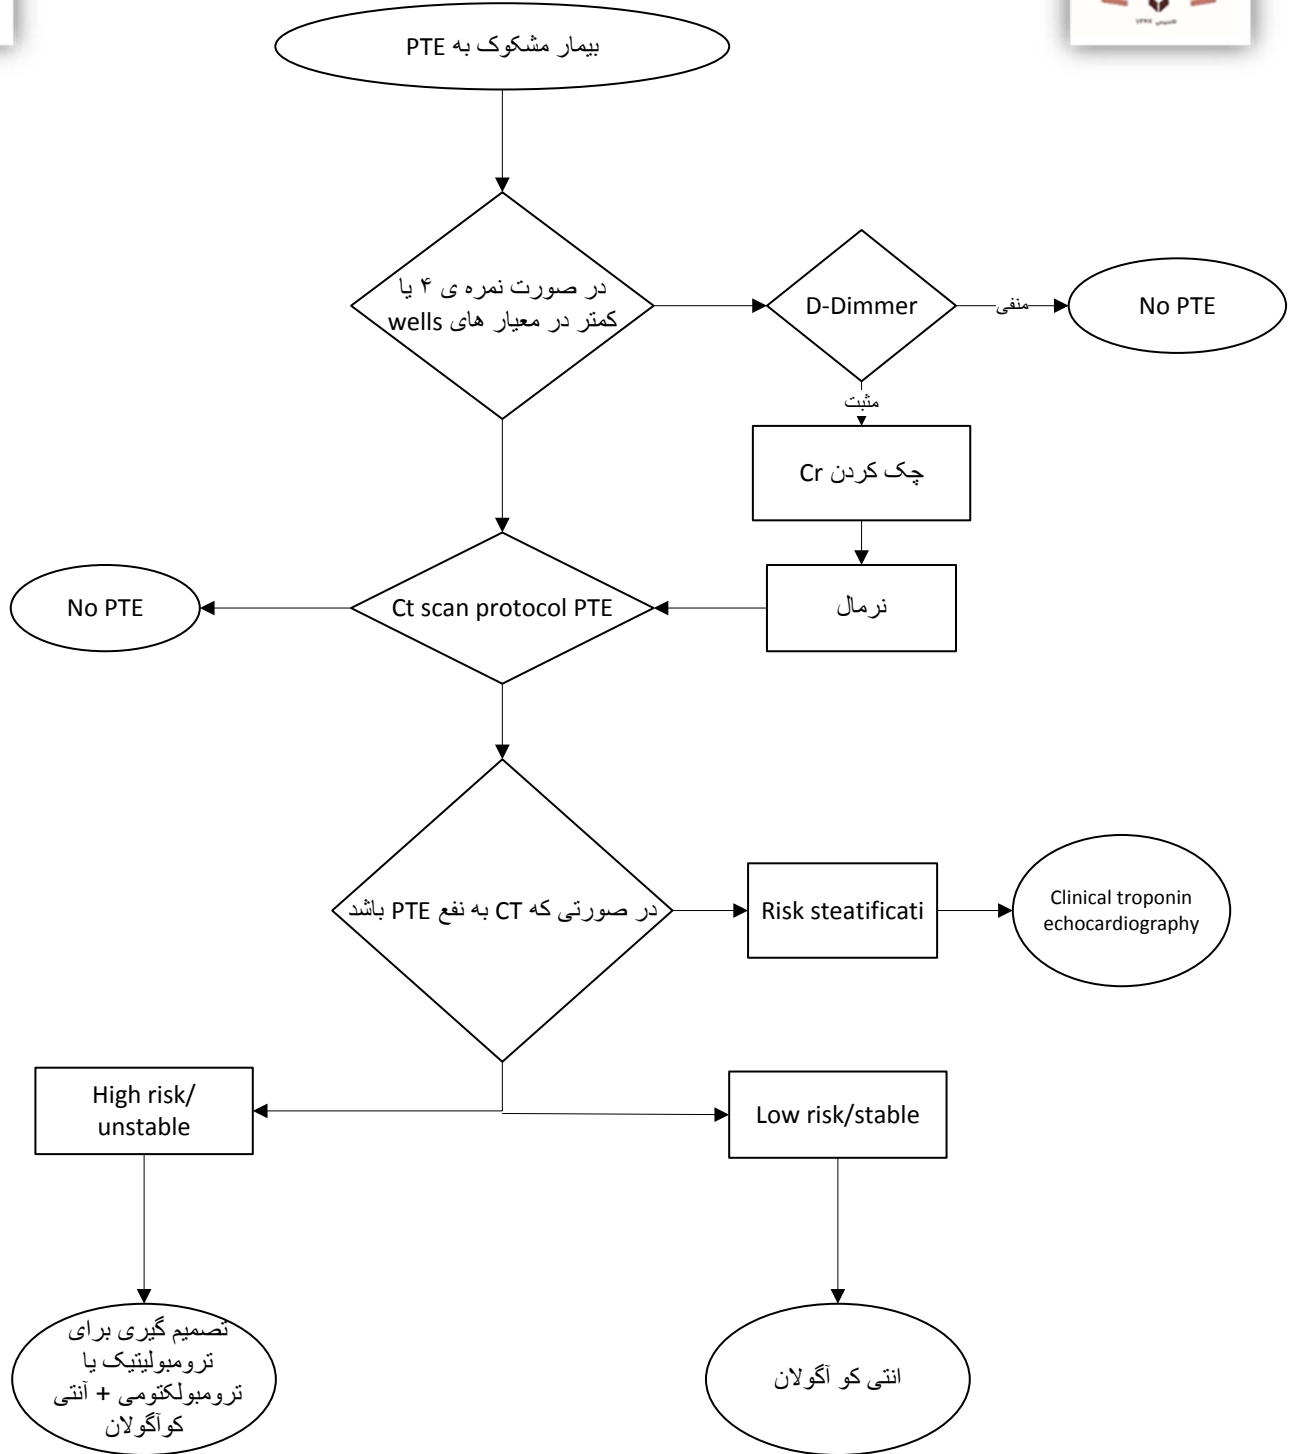 تاسیس ۱۳۹۷
بیمار مشکوک به PTE
در صورت نمره ی ۴ یا
کمتر در معیار های wells
D-Dimmer
منفی
No PTE
مثبت
چک کردن Cr
نرمال
Ct scan protocol PTE
No PTE
در صورتی که CT به نفع PTE باشد
Risk steatificati
Clinical troponin
echocardiography
High risk/
unstable
Low risk/stable
تصمیم گیری برای
ترومبولیتیک یا
ترومبولکتومی + آنتی
کوآگولان
انتی کو آگولان